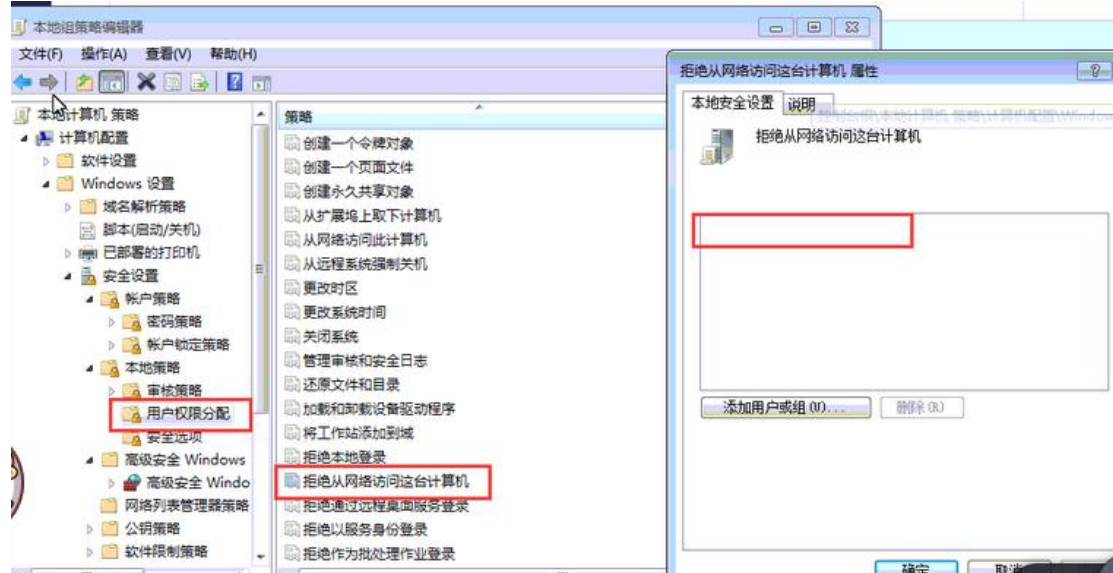 本地组策略编辑器
文件(F) 操作(A) 查看(V) 帮助(H)
本地计算机 策略
计算机配置
软件设置
Windows 设置
域名解析策略
脚本(启动/关机)
已部署的打印机
安全设置
帐户策略
密码策略
帐户锁定策略
本地策略
审核策略
用户权限分配
安全选项
高级安全 Windows
高级安全 Windo
网络列表管理器策略
公钥策略
软件限制策略
策略
创建一个令牌对象
创建一个页面文件
创建永久共享对象
从扩展坞上取下计算机
从网络访问此计算机
从远程系统强制关机
更改时区
更改系统时间
关闭系统
管理审核和安全日志
还原文件和目录
加载和卸载设备驱动程序
将工作站添加到域
拒绝本地登录
拒绝从网络访问这台计算机
拒绝通过远程桌面服务登录
拒绝以服务身份登录
拒绝作为批处理作业登录
拒绝从网络访问这台计算机 属性
本地安全设置 说明
拒绝从网络访问这台计算机
添加用户或组(U)... 删除(R)
确定 取消